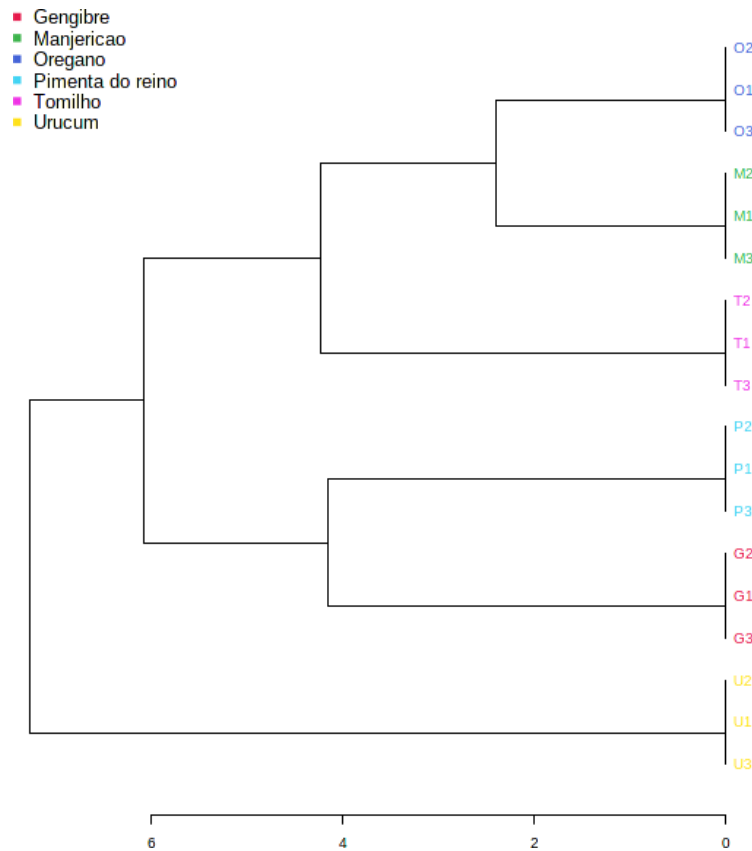 Gengibre
Manjericao
Oregano
Pimenta do reino
Tomilho
Urucum
O2
O1
O3
M2
M1
M3
T2
T1
T3
P2
P1
P3
G2
G1
G3
U2
U1
U3
6 4 2 0